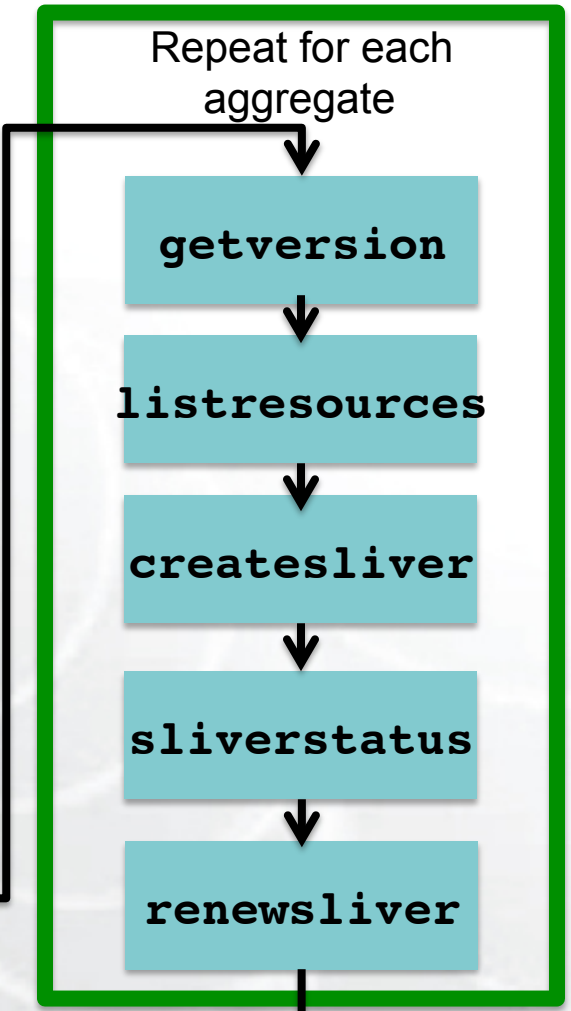 Repeat for each
aggregate
getversion
listresources
createsliver
sliverstatus
renewsliver